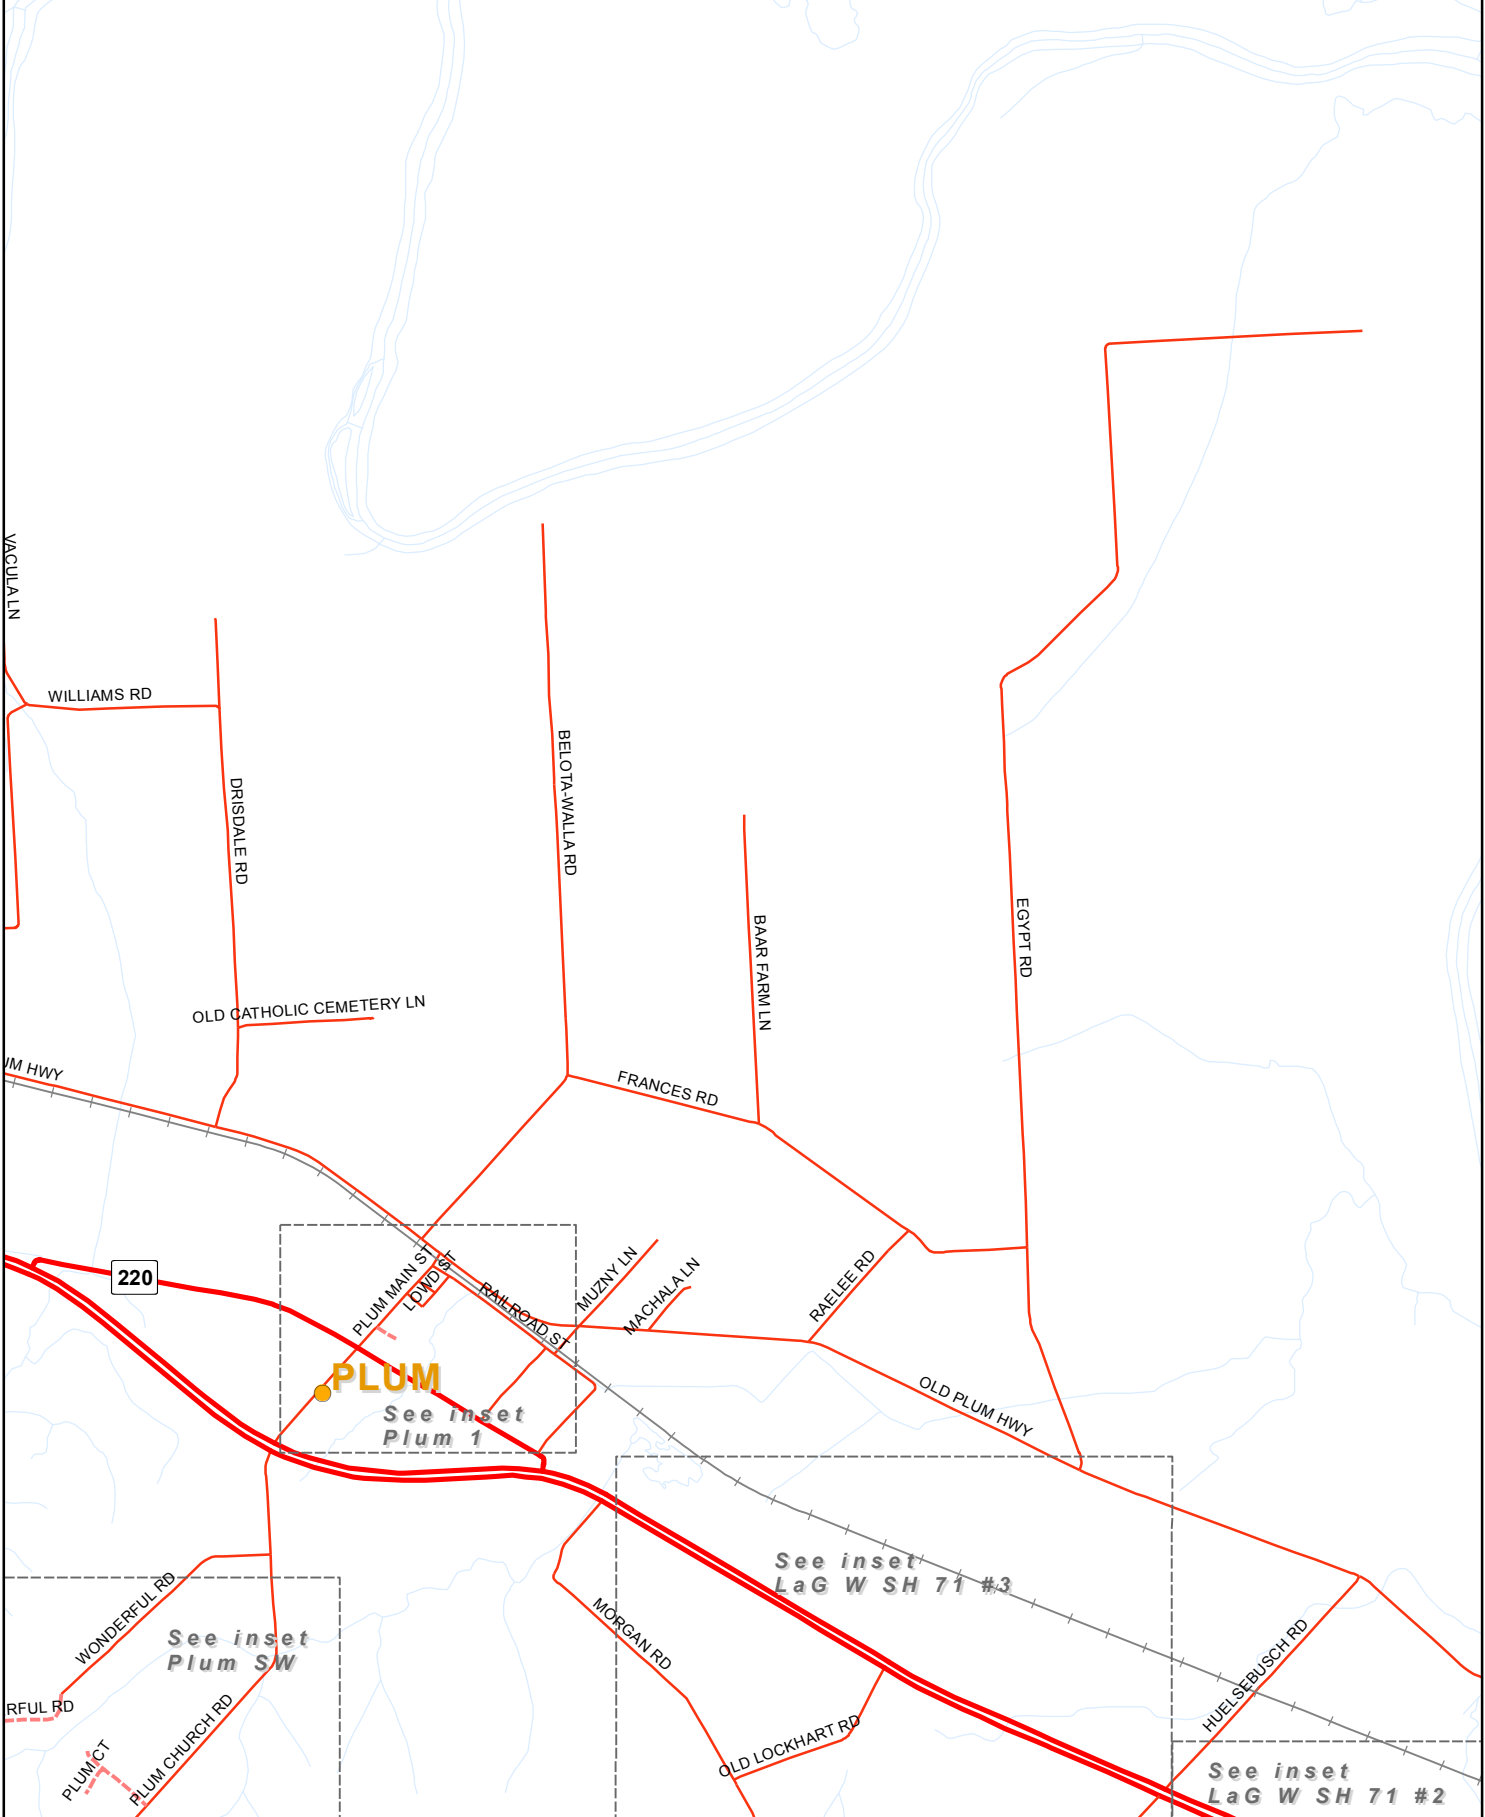 VACULA LN
WILLIAMS RD
BELOTA-WALLA RD
DRISDALE RD
EGYPT RD
BAAR FARM LN
OLD CATHOLIC CEMETERY LN
UM HWY
FRANCES RD
220
PLUM MAIN ST
LOWD ST
RAILROAD ST
MUZNY LN
MACHALA LN
RAELEE RD
PLUM
See inset
Plum 1
OLD PLUM HWY
See inset
LaG W SH 71 #3
WONDERFUL RD
See inset
Plum SW
MORGAN RD
HUELSEBUSCH RD
RFUL RD
PLUM CT
PLUM CHURCH RD
OLD LOCKHART RD
See inset
LaG W SH 71 #2